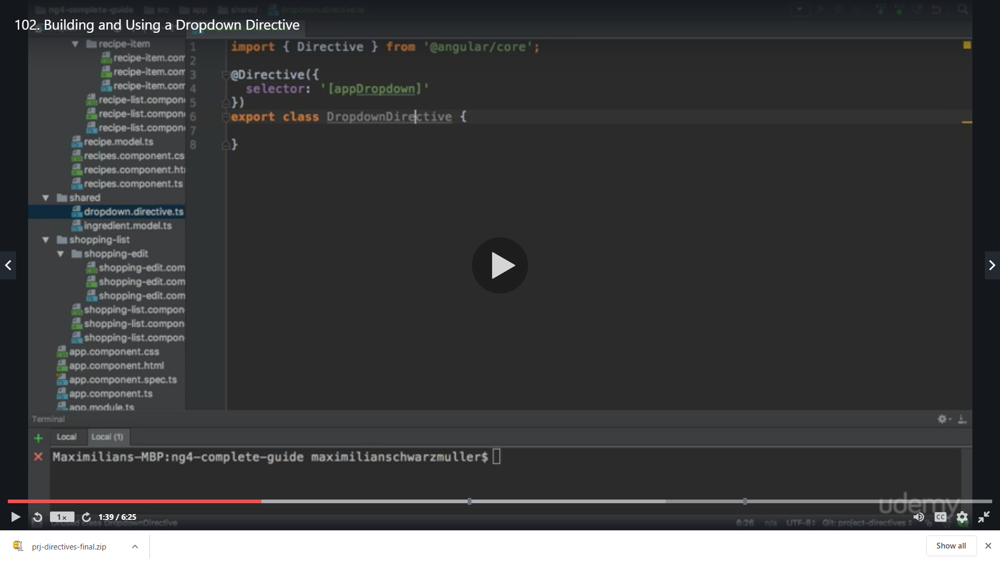 ng4-complete-guide src app shared dropdown.directive.ts
102. Building and Using a Dropdown Directive
recipe-item
recipe-item.com
recipe-item.com
recipe-item.com
recipe-list.compon
recipe-list.compon
recipe-list.compon
recipe.model.ts
recipes.component.cs
recipes.component.ht
recipes.component.ts
shared
dropdown.directive.ts
ingredient.model.ts
shopping-list
shopping-edit
shopping-edit.com
shopping-edit.com
shopping-edit.com
shopping-list.compon
shopping-list.compon
shopping-list.compon
app.component.css
app.component.html
app.component.spec.ts
app.component.ts
app.module.ts
1 import { Directive } from '@angular/core';
2
3 @Directive({
4 selector: '[appDropdown]'
5 })
6 export class DropdownDirective {
7
8 }
Terminal
Local Local (1)
Maximilians-MBP:ng4-complete-guide maximilianschwarzmuller$
udemy
1x 1:39 / 6:25 CC
Unused class DropdownDirective 6:26 n/a UTF-8 Git: project-directives
prj-directives-final.zip Show all